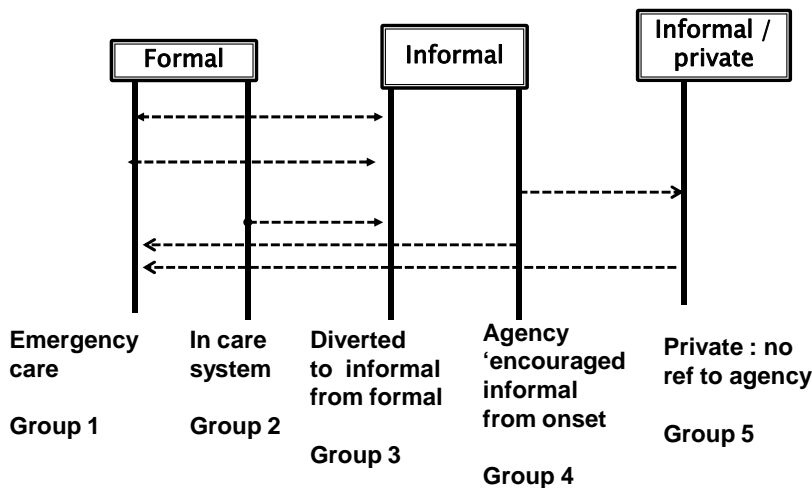 Formal
Informal
Informal /
private
Emergency
care
Group 1
In care
system
Group 2
Diverted
to informal
from formal
Group 3
Agency
‘encouraged
informal
from onset
Group 4
Private : no
ref to agency
Group 5